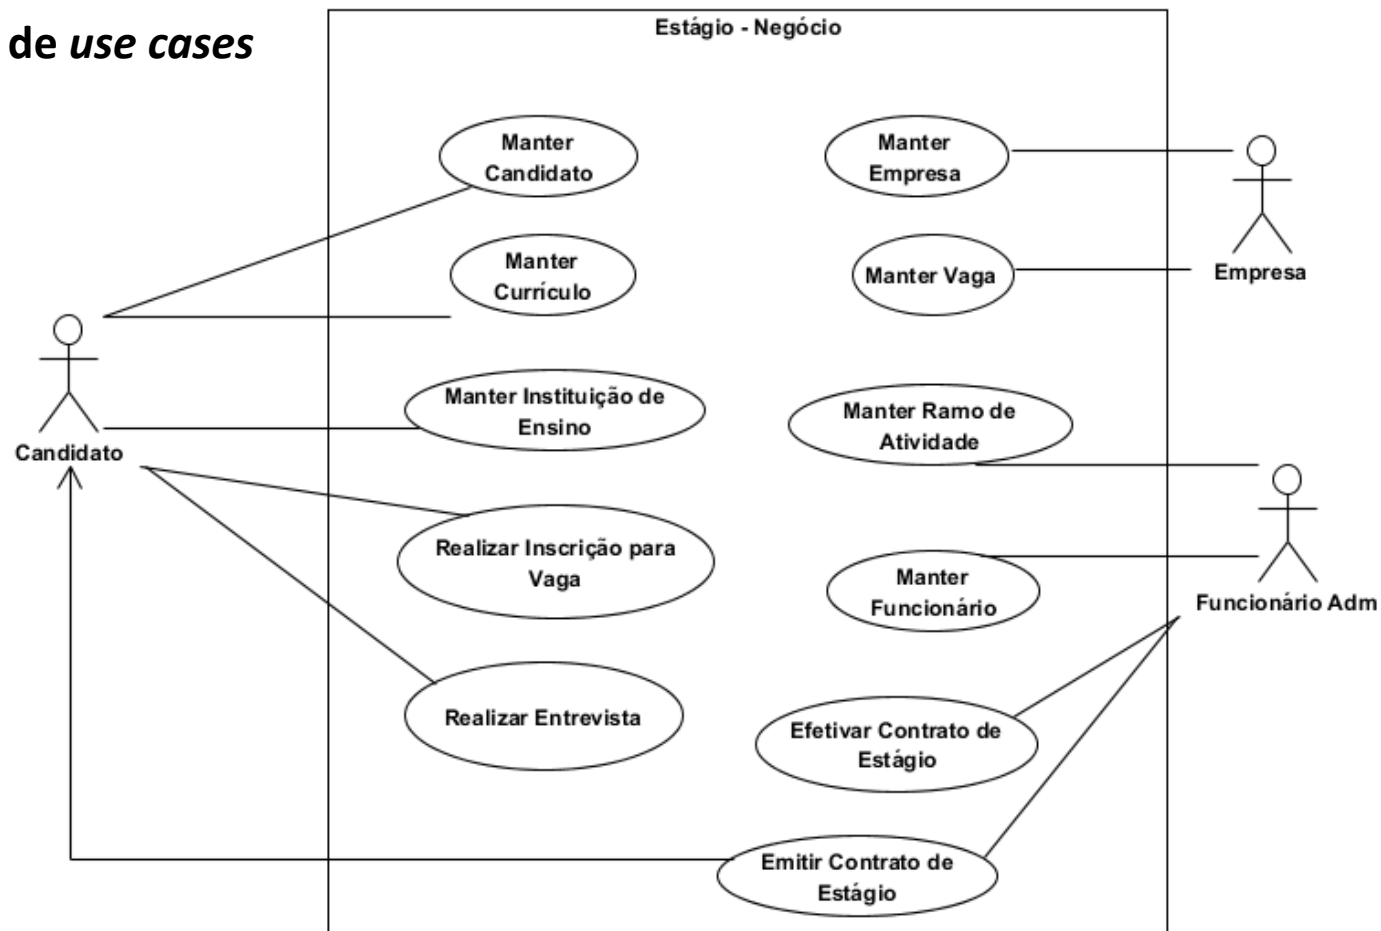 de use cases
Estágio - Negócio
Manter
Candidato
Manter
Empresa
Manter
Currículo
Manter Vaga
Empresa
Manter Instituição de
Ensino
Manter Ramo de
Atividade
Candidato
Realizar Inscrição para
Vaga
Manter
Funcionário
Funcionário Adm
Realizar Entrevista
Efetivar Contrato de
Estágio
Emitir Contrato de
Estágio